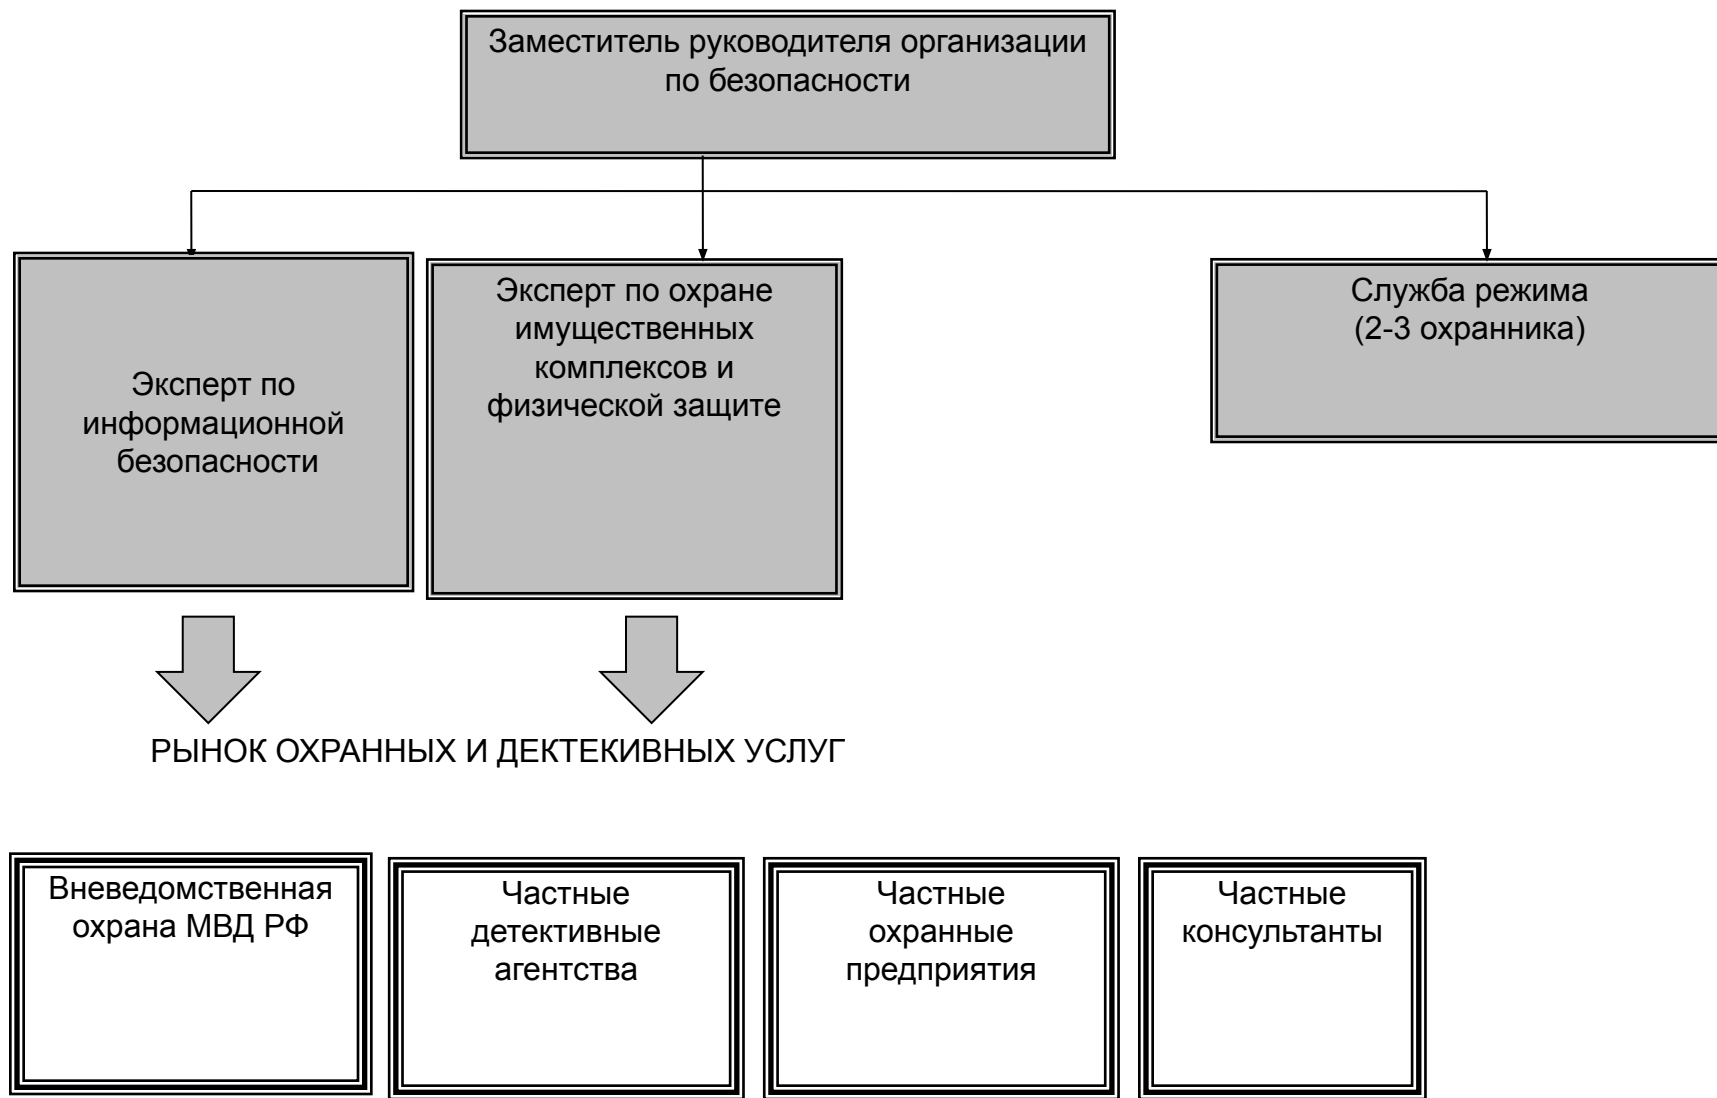 Заместитель руководителя организации
по безопасности
Эксперт по
информационной
безопасности
Эксперт по охране
имущественных
комплексов и
физической защите
Служба режима
(2-3 охранника)
РЫНОК ОХРАННЫХ И ДЕКТЕКИВНЫХ УСЛУГ
Вневедомственная
охрана МВД РФ
Частные
детективные
агентства
Частные
охранные
предприятия
Частные
консультанты